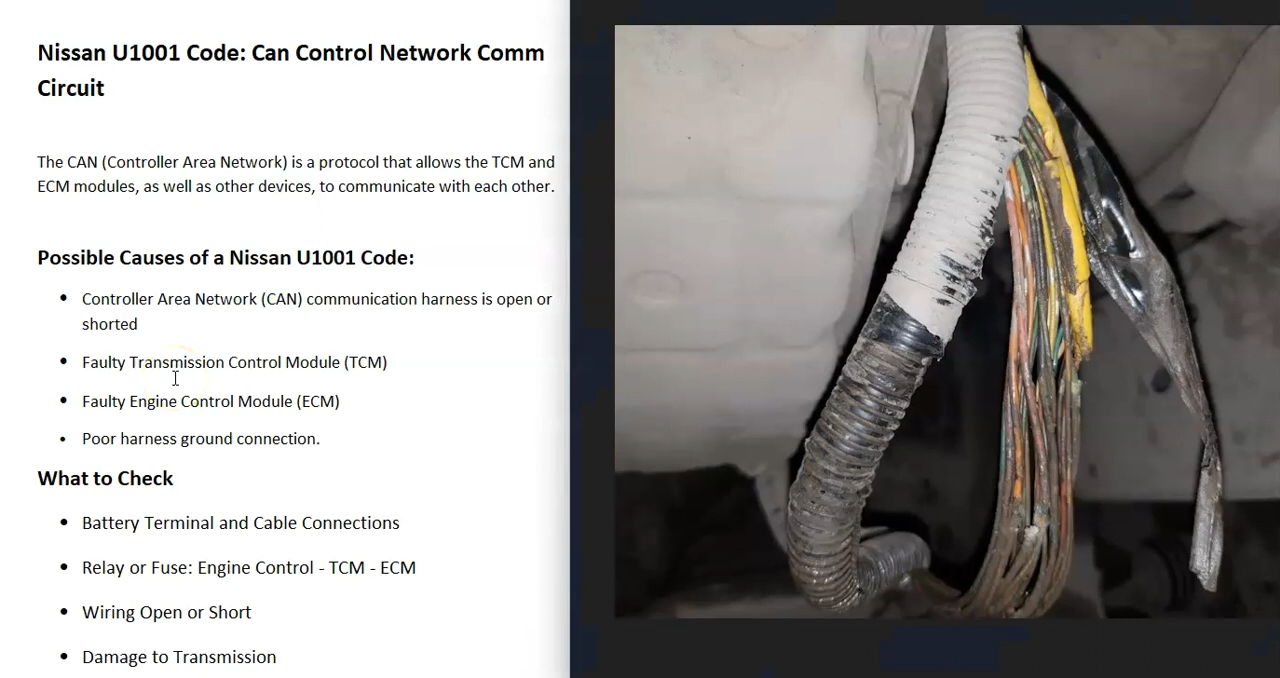 Nissan U1001 Code: Can Control Network Comm
Circuit
The CAN (Controller Area Network) is a protocol that allows the TCM and
ECM modules, as well as other devices, to communicate with each other.
Possible Causes of a Nissan U1001 Code:
• Controller Area Network (CAN) communication harness is open or
shorted
• Faulty Transmission Control Module (TCM)
• Faulty Engine Control Module (ECM)
• Poor harness ground connection.
What to Check
• Battery Terminal and Cable Connections
• Relay or Fuse: Engine Control - TCM - ECM
• Wiring Open or Short
• Damage to Transmission